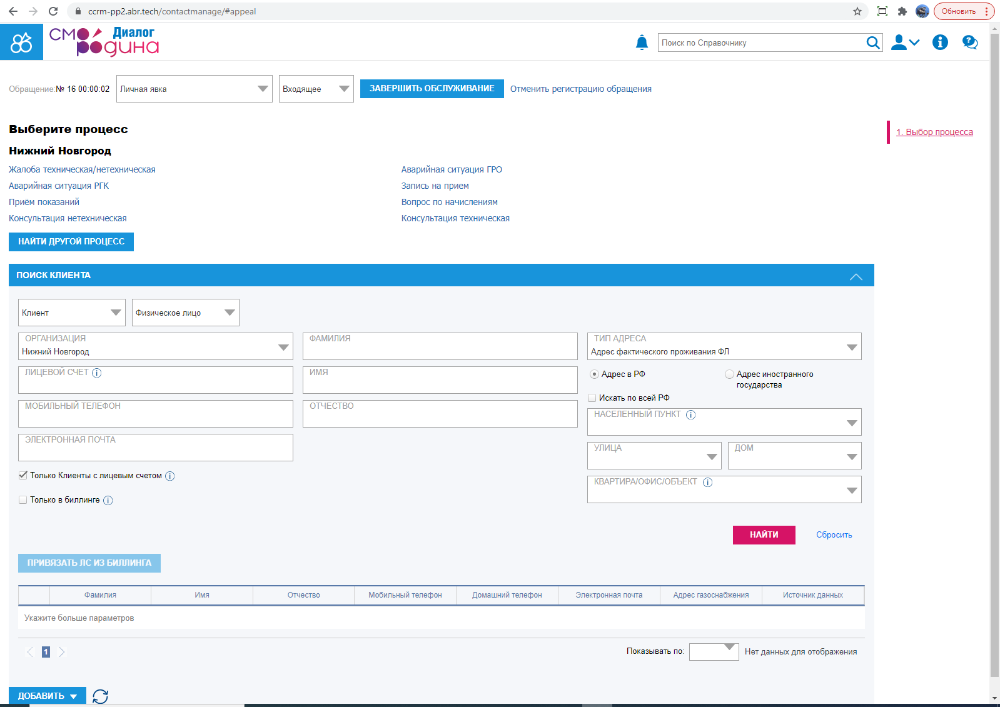 ccrm-pp2.abr.tech/contactmanage/#appeal
Обновить
СМО РОДИНА Диалог
Поиск по Справочнику
Обращение:№ 16 00:00:02
Личная явка
Входящее
ЗАВЕРШИТЬ ОБСЛУЖИВАНИЕ
Отменить регистрацию обращения
Выберите процесс
1. Выбор процесса
Нижний Новгород
Жалоба техническая/нетехническая
Аварийная ситуация ГРО
Аварийная ситуация РГК
Запись на прием
Приём показаний
Вопрос по начислениям
Консультация нетехническая
Консультация техническая
НАЙТИ ДРУГОЙ ПРОЦЕСС
ПОИСК КЛИЕНТА
Клиент
Физическое лицо
ОРГАНИЗАЦИЯ
Нижний Новгород
ФАМИЛИЯ
ТИП АДРЕСА
Адрес фактического проживания ФЛ
ЛИЦЕВОЙ СЧЕТ
ИМЯ
Адрес в РФ
Адрес иностранного
государства
Искать по всей РФ
МОБИЛЬНЫЙ ТЕЛЕФОН
ОТЧЕСТВО
НАСЕЛЕННЫЙ ПУНКТ
ЭЛЕКТРОННАЯ ПОЧТА
УЛИЦА
ДОМ
Только Клиенты с лицевым счетом
КВАРТИРА/ОФИС/ОБЪЕКТ
Только в биллинге
НАЙТИ
Сбросить
ПРИВЯЗАТЬ ЛС ИЗ БИЛЛИНГА
Фамилия
Имя
Отчество
Мобильный телефон
Домашний телефон
Электронная почта
Адрес газоснабжения
Источник данных
Укажите больше параметров
1
Показывать по:
Нет данных для отображения
ДОБАВИТЬ